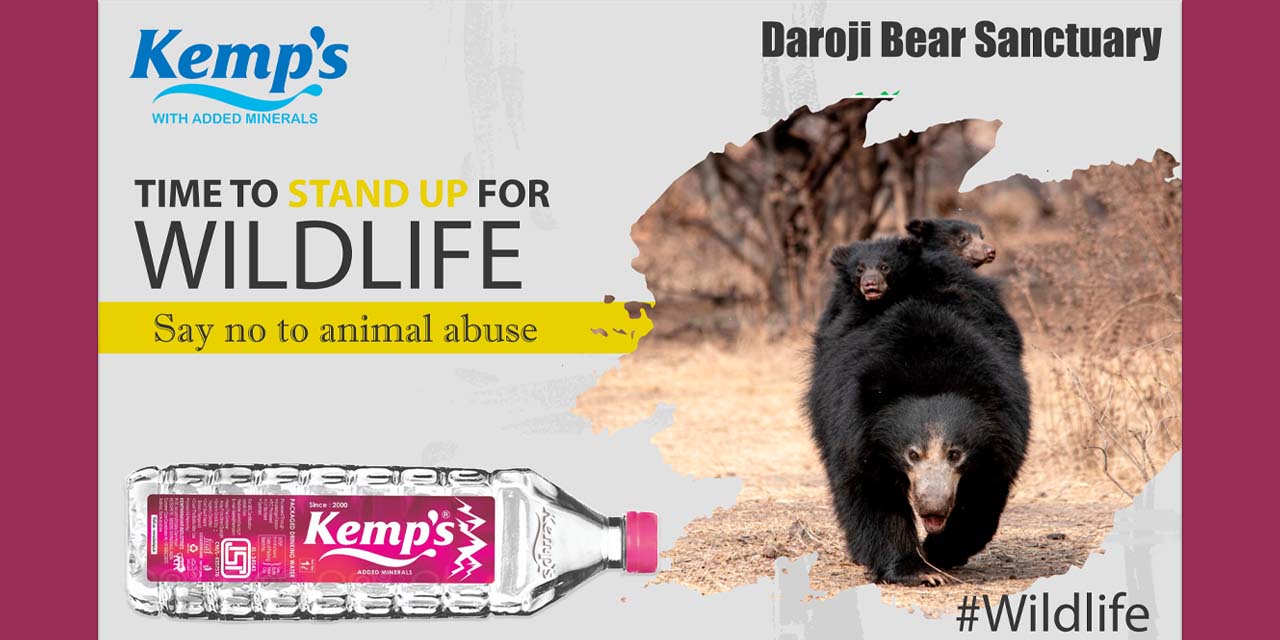 Kemp's
WITH ADDED MINERALS
Daroji Bear Sanctuary
TIME TO STAND UP FOR
WILDLIFE
Say no to animal abuse
Since : 2000
Kemp's®
ADDED MINERALS
PACKAGED DRINKING WATER
Kemp's
#Wildlife